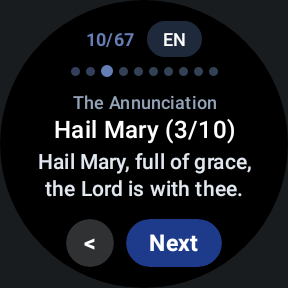 10/67 EN
The Annunciation
Hail Mary (3/10)
Hail Mary, full of grace,
the Lord is with thee.
< Next